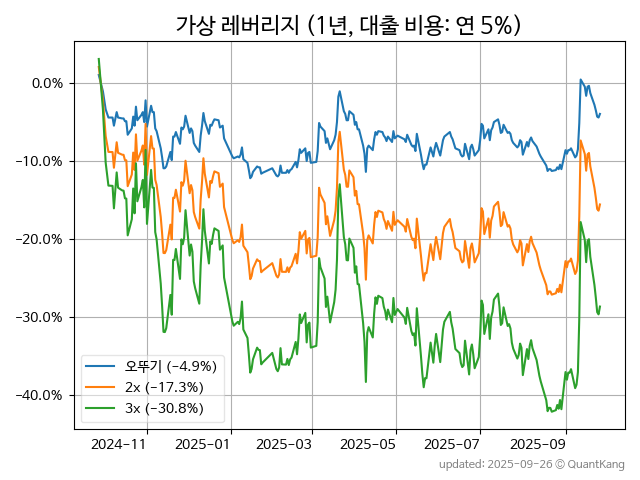 가상 레버리지 (1년, 대출 비용: 연 5%)
0.0%
−10.0%
−20.0%
−30.0%
−40.0%
오뚜기 (−4.9%)
2x (−17.3%)
3x (−30.8%)
2024−11 2025−01 2025−03 2025−05 2025−07 2025−09
updated: 2025-09-26 © QuantKang